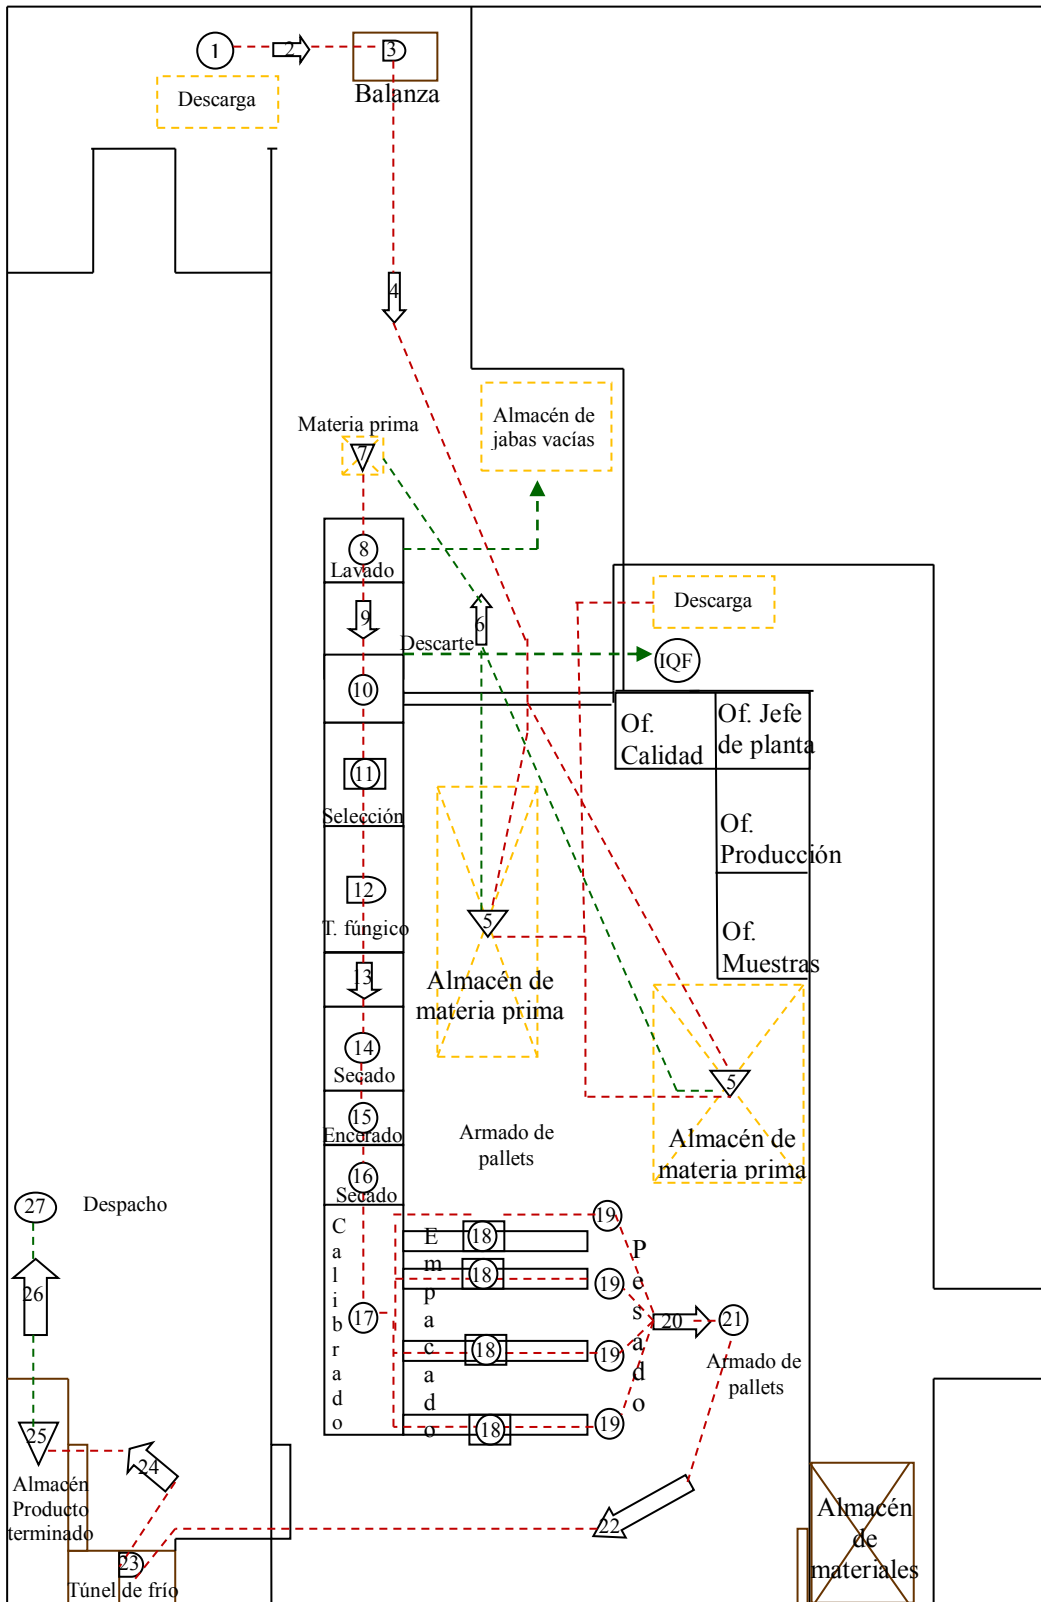 1
2
3
Descarga
Balanza
4
Materia prima
7
Almacén de
jabas vacías
8
Lavado
Descarga
9
6
Descarte
IQF
10
Of.
Calidad
Of. Jefe
de planta
11
Selección
Of.
Producción
12
T. fúngico
5
Of.
Muestras
13
Almacén de
materia prima
14
Secado
5
15
Encerado
Armado de
pallets
Almacén de
materia prima
16
Secado
27
Despacho
Calibrado
Empacado
18
19
Pesado
26
18
19
17
20
21
18
19
Armado de
pallets
18
19
25
24
Almacén
Producto
terminado
22
Almacén
de
materiales
23
Túnel de frío